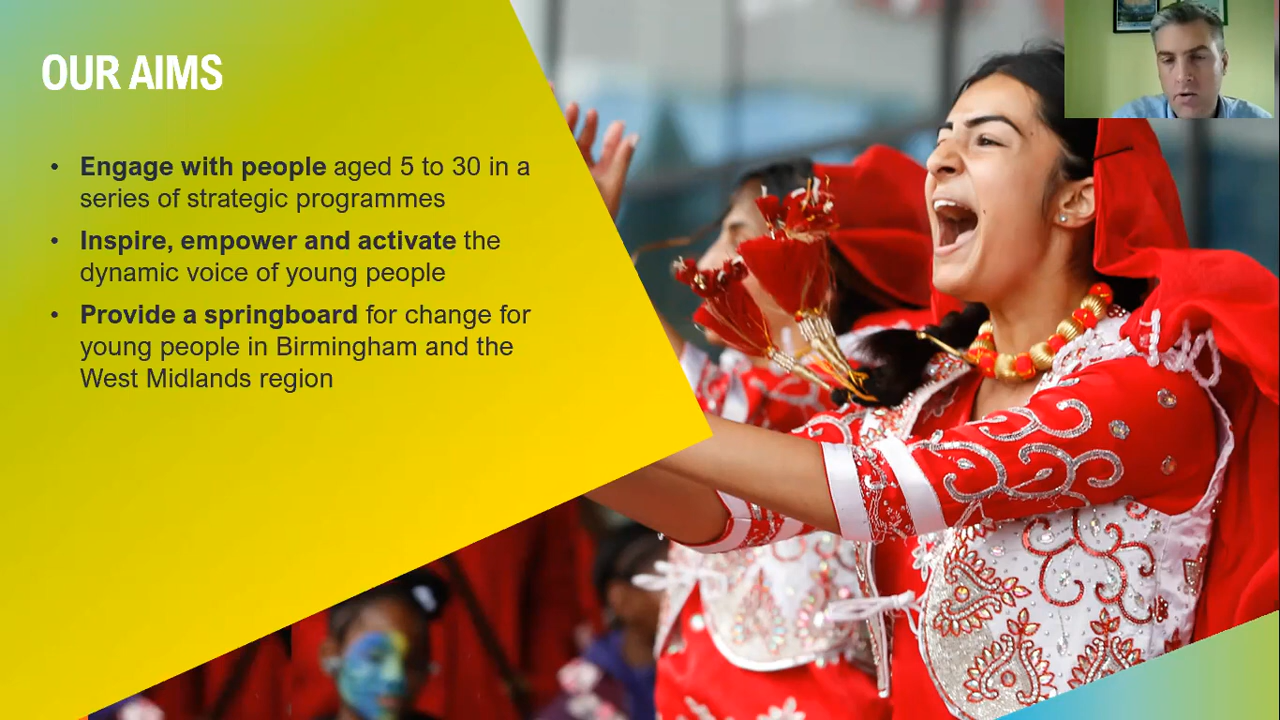 OUR AIMS
• Engage with people aged 5 to 30 in a
series of strategic programmes
• Inspire, empower and activate the
dynamic voice of young people
• Provide a springboard for change for
young people in Birmingham and the
West Midlands region